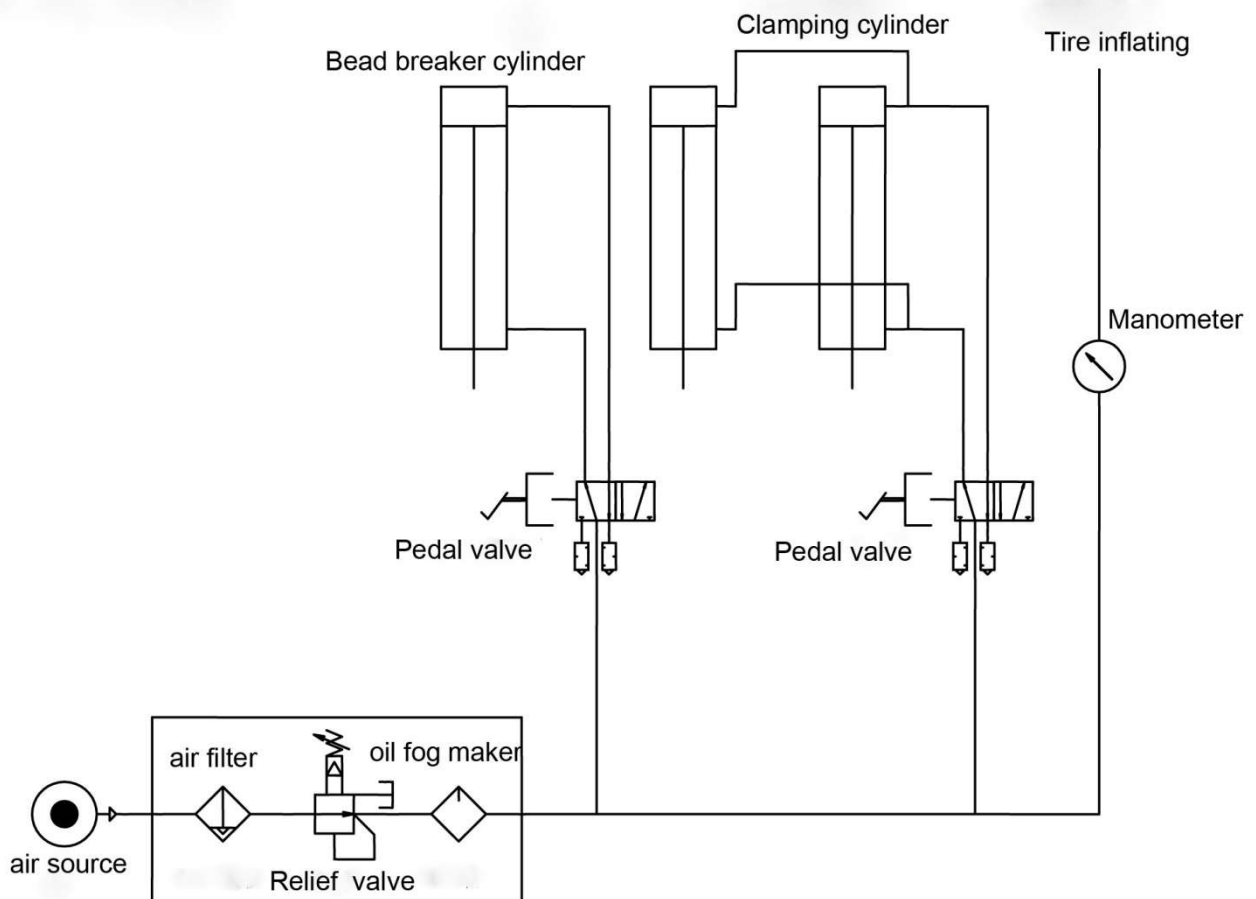 Clamping cylinder
Tire inflating
Bead breaker cylinder
Manometer
Pedal valve
Pedal valve
air filter
oil fog maker
air source
Relief valve